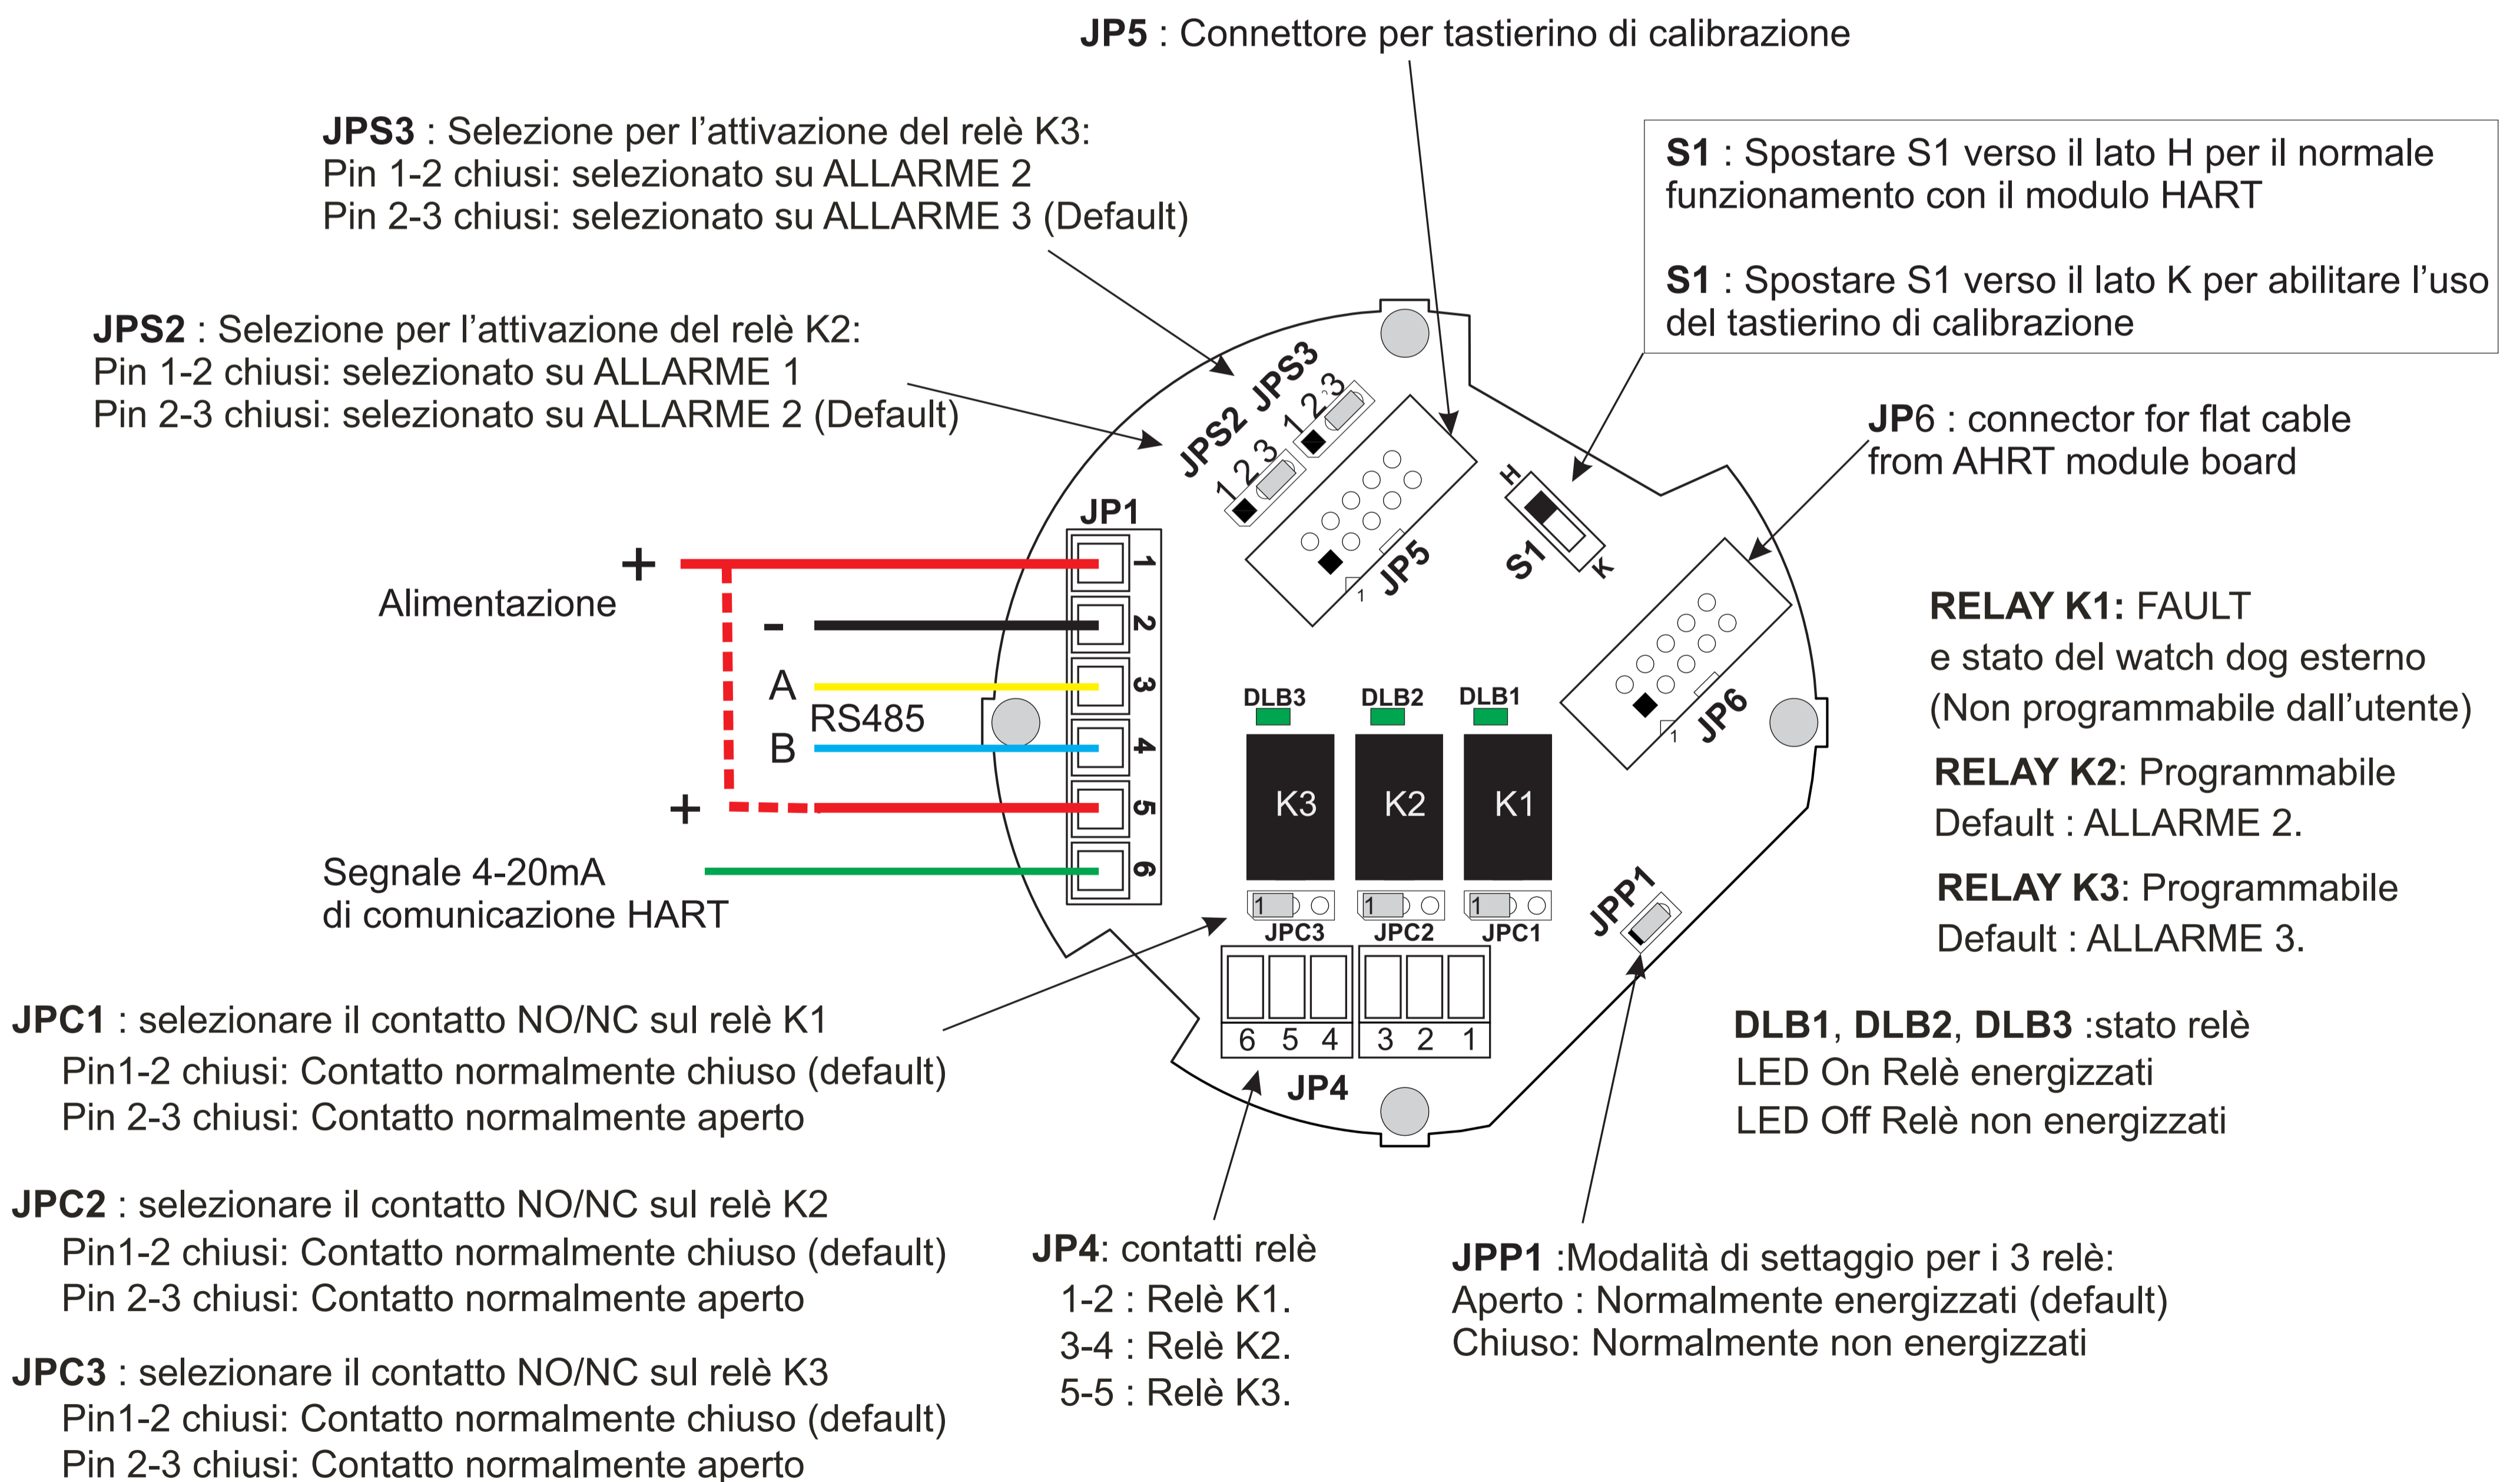 JP5 : Connettore per tastierino di calibrazione
JPS3 : Selezione per l'attivazione del relè K3:
Pin 1-2 chiusi: selezionato su ALLARME 2
Pin 2-3 chiusi: selezionato su ALLARME 3 (Default)
S1 : Spostare S1 verso il lato H per il normale
funzionamento con il modulo HART
S1 : Spostare S1 verso il lato K per abilitare l'uso
del tastierino di calibrazione
JPS2 : Selezione per l'attivazione del relè K2:
Pin 1-2 chiusi: selezionato su ALLARME 1
Pin 2-3 chiusi: selezionato su ALLARME 2 (Default)
JP6 : connector for flat cable
from AHRT module board
JPS3
1 2 3
JPS2
1 2 3
JP5
1
H
S1
K
JP6
1
JP1
1
2
3
4
5
6
+
Alimentazione
-
A
RS485
B
+
Segnale 4-20mA
di comunicazione HART
DLB3 DLB2 DLB1
K3 K2 K1
1 1 1
JPC3 JPC2 JPC1
6 5 4 3 2 1
JP4
JPP1
RELAY K1: FAULT
e stato del watch dog esterno
(Non programmabile dall'utente)
RELAY K2: Programmabile
Default : ALLARME 2.
RELAY K3: Programmabile
Default : ALLARME 3.
DLB1, DLB2, DLB3 :stato relè
LED On Relè energizzati
LED Off Relè non energizzati
JPC1 : selezionare il contatto NO/NC sul relè K1
Pin1-2 chiusi: Contatto normalmente chiuso (default)
Pin 2-3 chiusi: Contatto normalmente aperto
JPC2 : selezionare il contatto NO/NC sul relè K2
Pin1-2 chiusi: Contatto normalmente chiuso (default)
Pin 2-3 chiusi: Contatto normalmente aperto
JPC3 : selezionare il contatto NO/NC sul relè K3
Pin1-2 chiusi: Contatto normalmente chiuso (default)
Pin 2-3 chiusi: Contatto normalmente aperto
JP4: contatti relè
1-2 : Relè K1.
3-4 : Relè K2.
5-5 : Relè K3.
JPP1 :Modalità di settaggio per i 3 relè:
Aperto : Normalmente energizzati (default)
Chiuso: Normalmente non energizzati